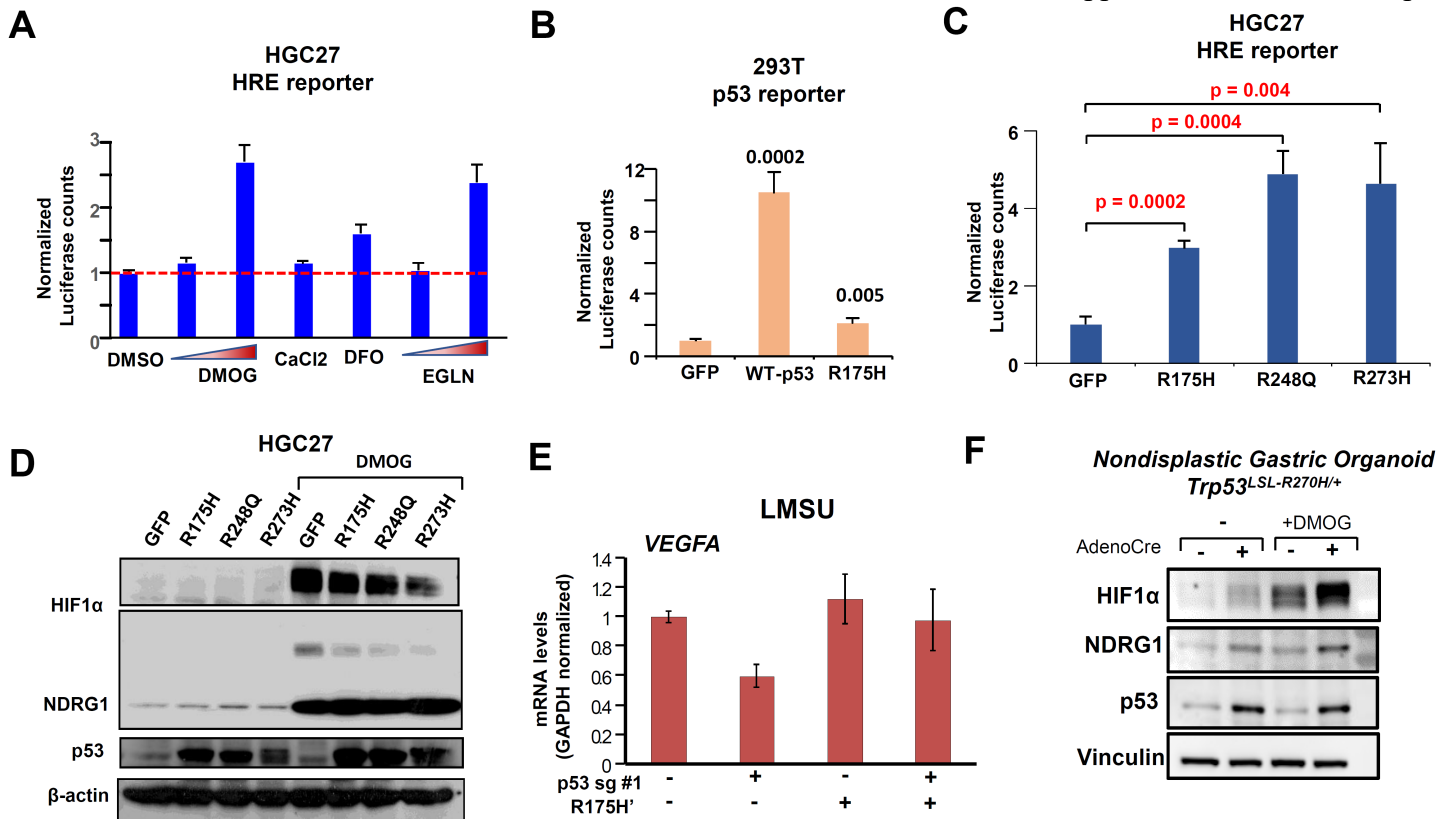 A
HGC27
HRE reporter
Normalized
Luciferase counts
3
2
1
0
DMSO
DMOG
CaCl2
DFO
EGLN
B
293T
p53 reporter
Normalized
Luciferase counts
12
8
4
0
0.0002
0.005
GFP
WT-p53
R175H
C
HGC27
HRE reporter
Normalized
Luciferase counts
6
4
2
0
p = 0.004
p = 0.0004
p = 0.0002
GFP
R175H
R248Q
R273H
D
HGC27
DMOG
GFP
R175H
R248Q
R273H
GFP
R175H
R248Q
R273H
HIF1α
NDRG1
p53
β-actin
E
LMSU
VEGFA
mRNA levels
(GAPDH normalized)
1.4
1.2
1
0.8
0.6
0.4
0.2
0
p53 sg #1 - + - +
R175H’ - - + +
F
Nondisplastic Gastric Organoid
Trp53LSL-R270H/+
- +DMOG
AdenoCre - + - +
HIF1α
NDRG1
p53
Vinculin